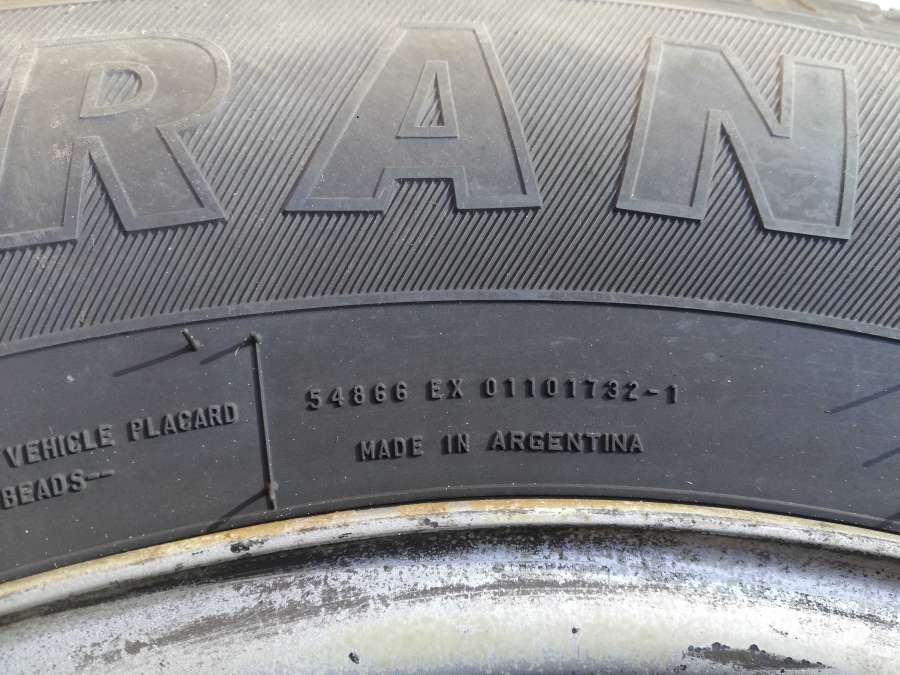 RAN
VEHICLE PLACARD
BEADS--
54866 EX 01101732-1
MADE IN ARGENTINA